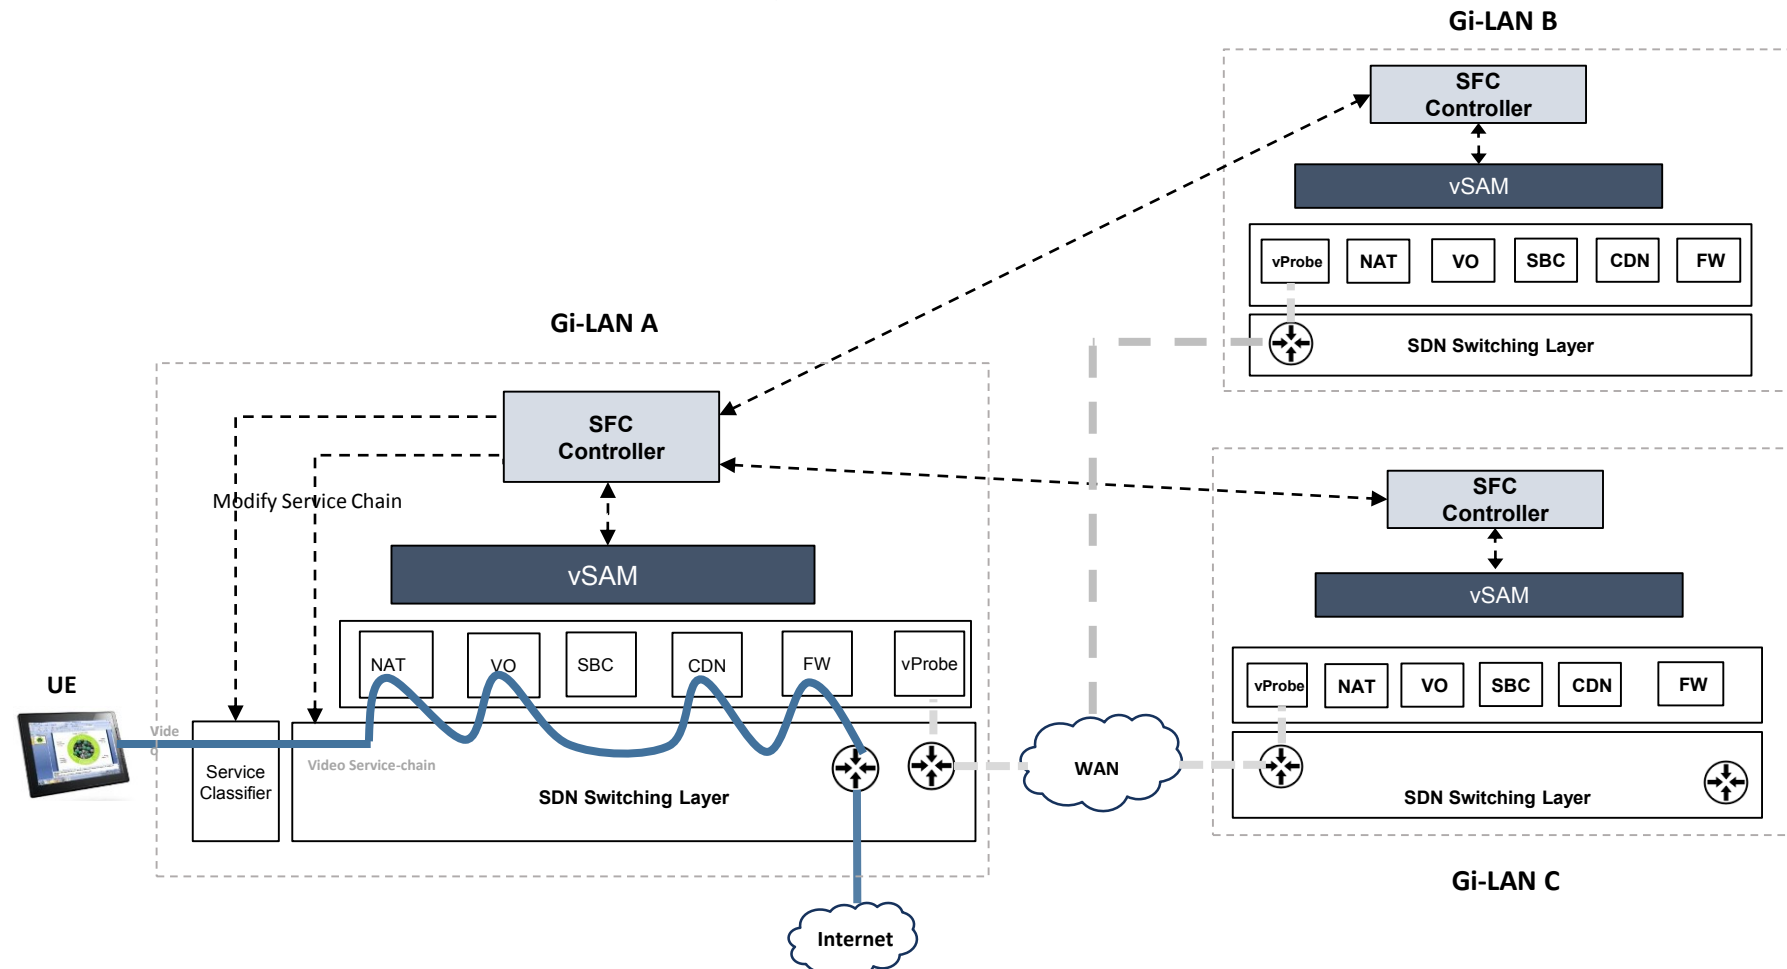 Gi-LAN B
SFC
Controller
vSAM
vProbe
NAT
VO
SBC
CDN
FW
SDN Switching Layer
Gi-LAN A
SFC
Controller
Modify Service Chain
vSAM
NAT
VO
SBC
CDN
FW
vProbe
UE
Vide
o
Service
Classifier
Video Service-chain
SDN Switching Layer
WAN
Internet
SFC
Controller
vSAM
vProbe
NAT
VO
SBC
CDN
FW
SDN Switching Layer
Gi-LAN C